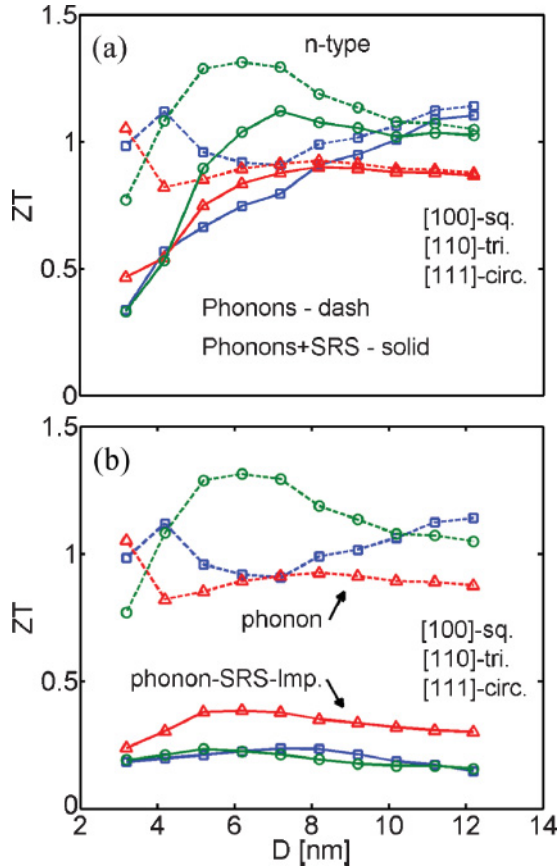 1.5
(a)
n-type
1
ZT
[100]-sq.
[110]-tri.
[111]-circ.
0.5
Phonons - dash
Phonons+SRS - solid
0
1.5
(b)
1
ZT
phonon
[100]-sq.
[110]-tri.
[111]-circ.
phonon-SRS-Imp.
0.5
0
2 4 6 8 10 12 14
D [nm]